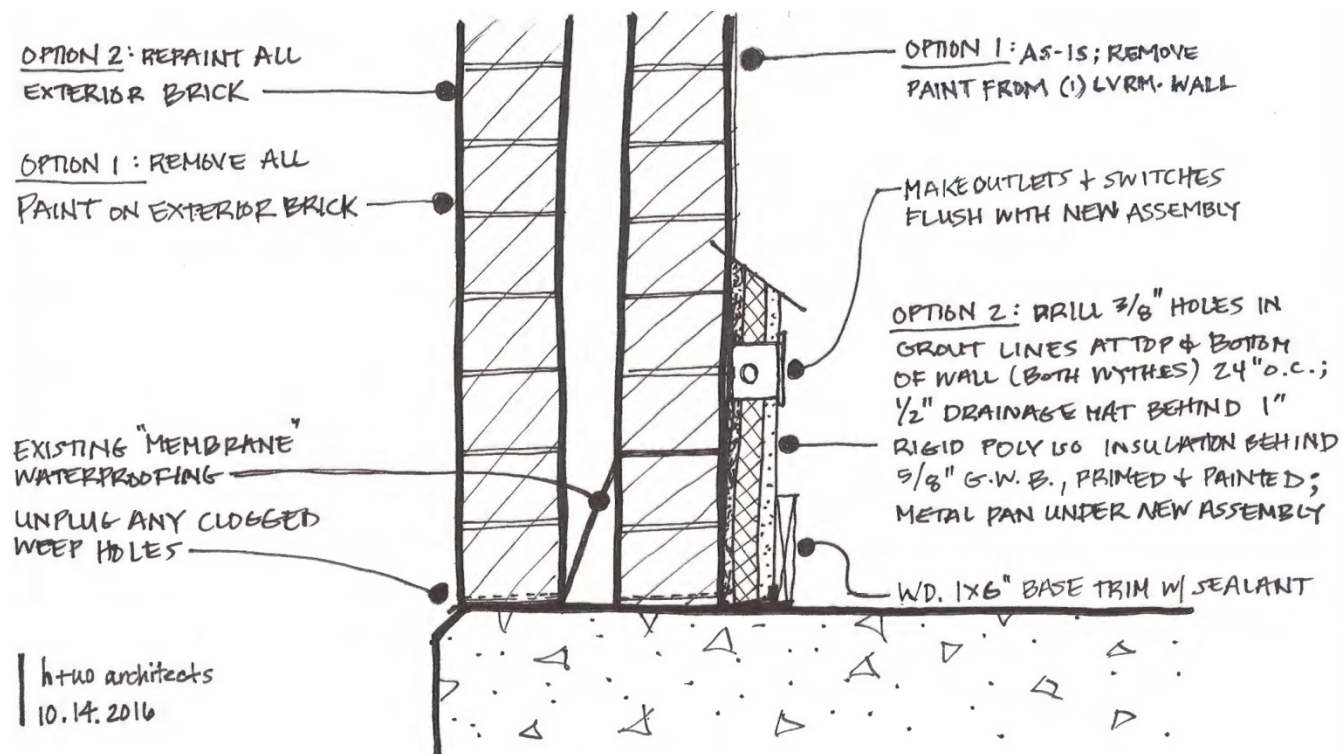 OPTION 2: REPAINT ALL
EXTERIOR BRICK
OPTION 1: REMOVE ALL
PAINT ON EXTERIOR BRICK
EXISTING "MEMBRANE"
WATERPROOFING
UNPLUG ANY CLOGGED
WEEP HOLES
h+uo architects
10.14.2016
OPTION 1: AS-IS; REMOVE
PAINT FROM (1) LVRM. WALL
MAKE OUTLETS + SWITCHES
FLUSH WITH NEW ASSEMBLY
OPTION 2: DRILL 3/8" HOLES IN
GROUT LINES AT TOP & BOTTOM
OF WALL (BOTH WYTHES) 24" O.C.;
1/2" DRAINAGE MAT BEHIND 1"
RIGID POLY ISO INSULATION BEHIND
5/8" G.W.B., PRIMED + PAINTED;
METAL PAN UNDER NEW ASSEMBLY
WD. 1X6" BASE TRIM W/ SEALANT